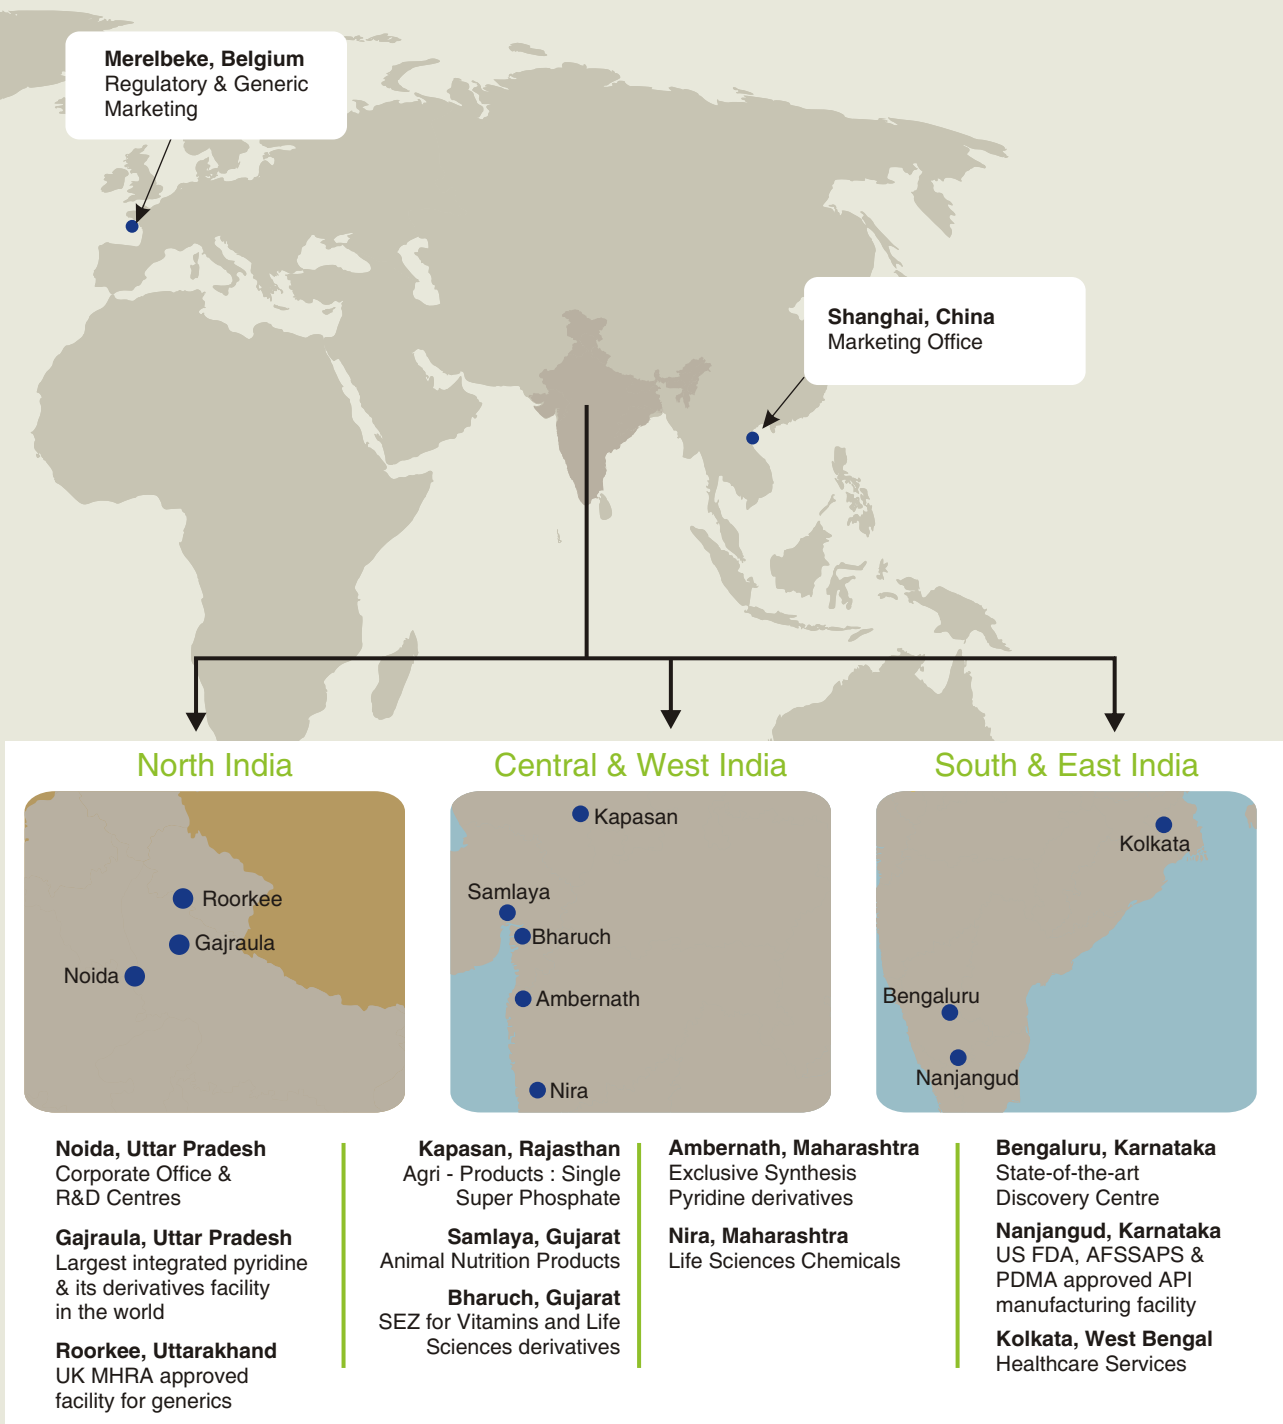 Merelbeke, Belgium
Regulatory & Generic
Marketing
Shanghai, China
Marketing Office
North India
Central & West India
South & East India
Roorkee
Gajraula
Noida
Kapasan
Samlaya
Bharuch
Ambernath
Nira
Kolkata
Bengaluru
Nanjangud
Noida, Uttar Pradesh
Corporate Office &
R&D Centres
Gajraula, Uttar Pradesh
Largest integrated pyridine
& its derivatives facility
in the world
Roorkee, Uttarakhand
UK MHRA approved
facility for generics
Kapasan, Rajasthan
Agri - Products : Single
Super Phosphate
Samlaya, Gujarat
Animal Nutrition Products
Bharuch, Gujarat
SEZ for Vitamins and Life
Sciences derivatives
Ambernath, Maharashtra
Exclusive Synthesis
Pyridine derivatives
Nira, Maharashtra
Life Sciences Chemicals
Bengaluru, Karnataka
State-of-the-art
Discovery Centre
Nanjangud, Karnataka
US FDA, AFSSAPS &
PDMA approved API
manufacturing facility
Kolkata, West Bengal
Healthcare Services